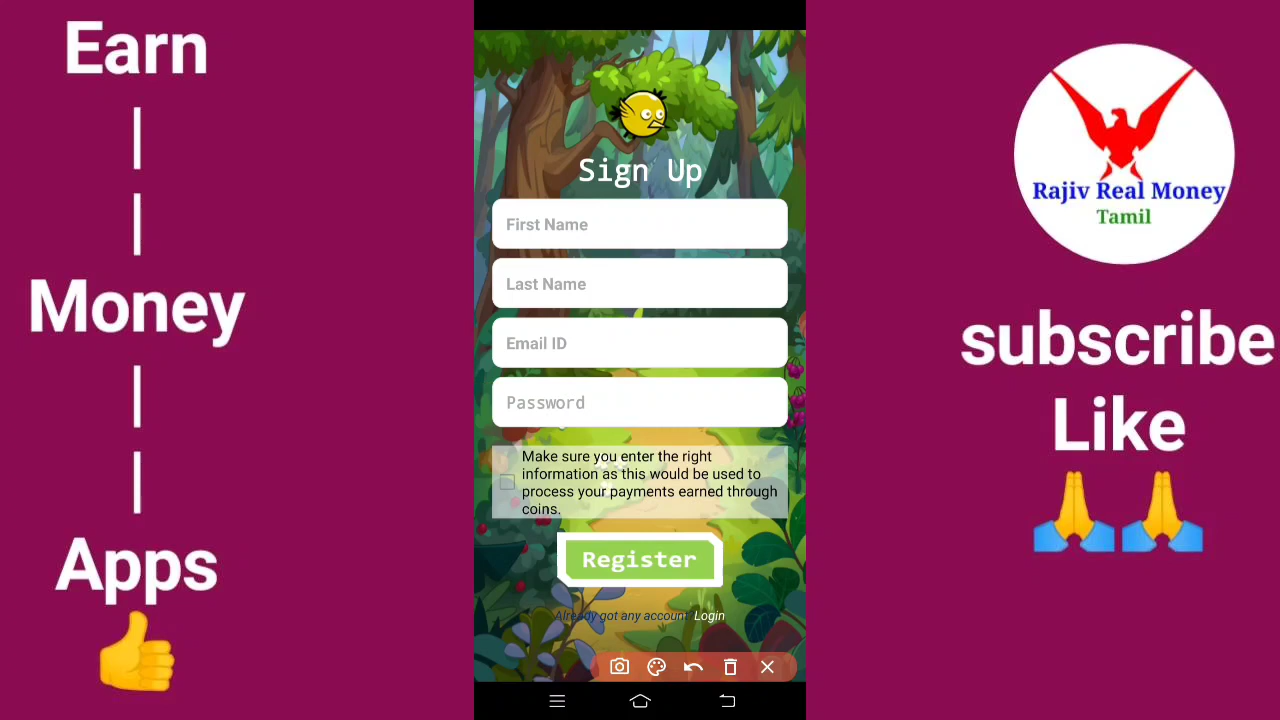 Earn
Money
Apps
Sign Up
First Name
Last Name
Email ID
Password
Make sure you enter the right
information as this would be used to
process your payments earned through
coins.
Register
Already got any account? Login
Rajiv Real Money
Tamil
subscribe
Like